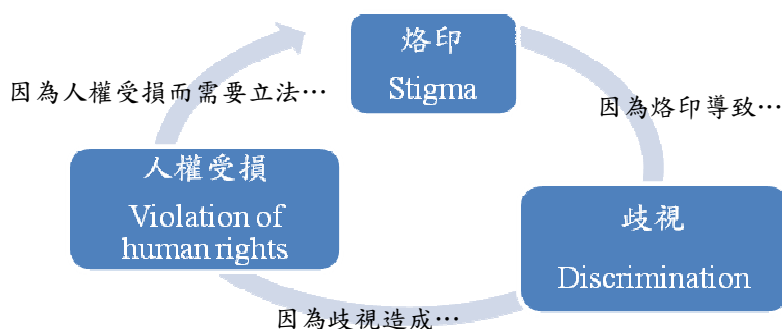 烙印
Stigma
因為人權受損而需要立法…
因為烙印導致…
人權受損
Violation of
human rights
歧視
Discrimination
因為歧視造成…